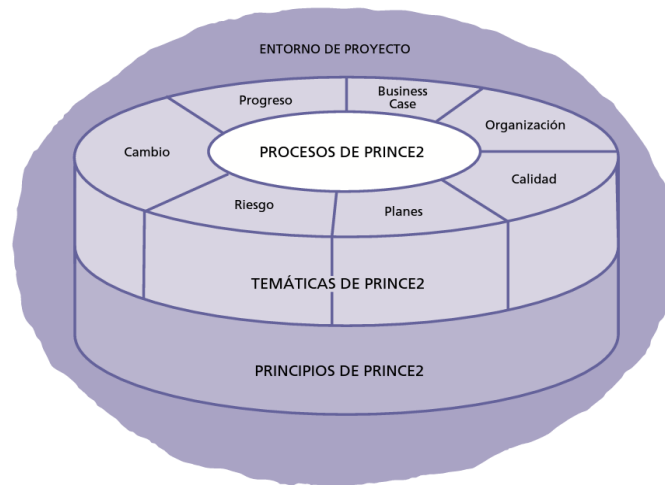 ENTORNO DE PROYECTO
Progreso
Business
Case
Organización
Cambio
PROCESOS DE PRINCE2
Calidad
Riesgo
Planes
TEMÁTICAS DE PRINCE2
PRINCIPIOS DE PRINCE2